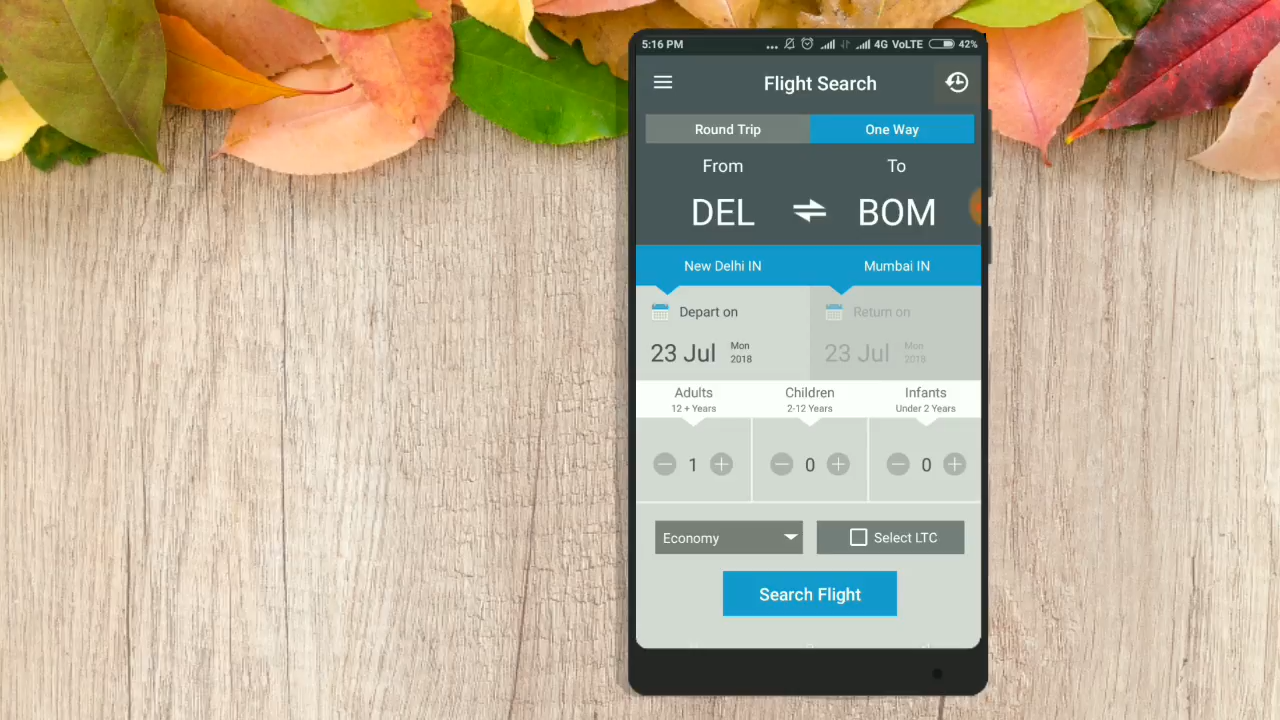 5:16 PM
... 4G VoLTE 42%
Flight Search
Round Trip
One Way
From
To
DEL
BOM
New Delhi IN
Mumbai IN
Depart on
Return on
23 Jul
Mon
2018
23 Jul
Mon
2018
Adults
12 + Years
Children
2-12 Years
Infants
Under 2 Years
1
0
0
Economy
Select LTC
Search Flight